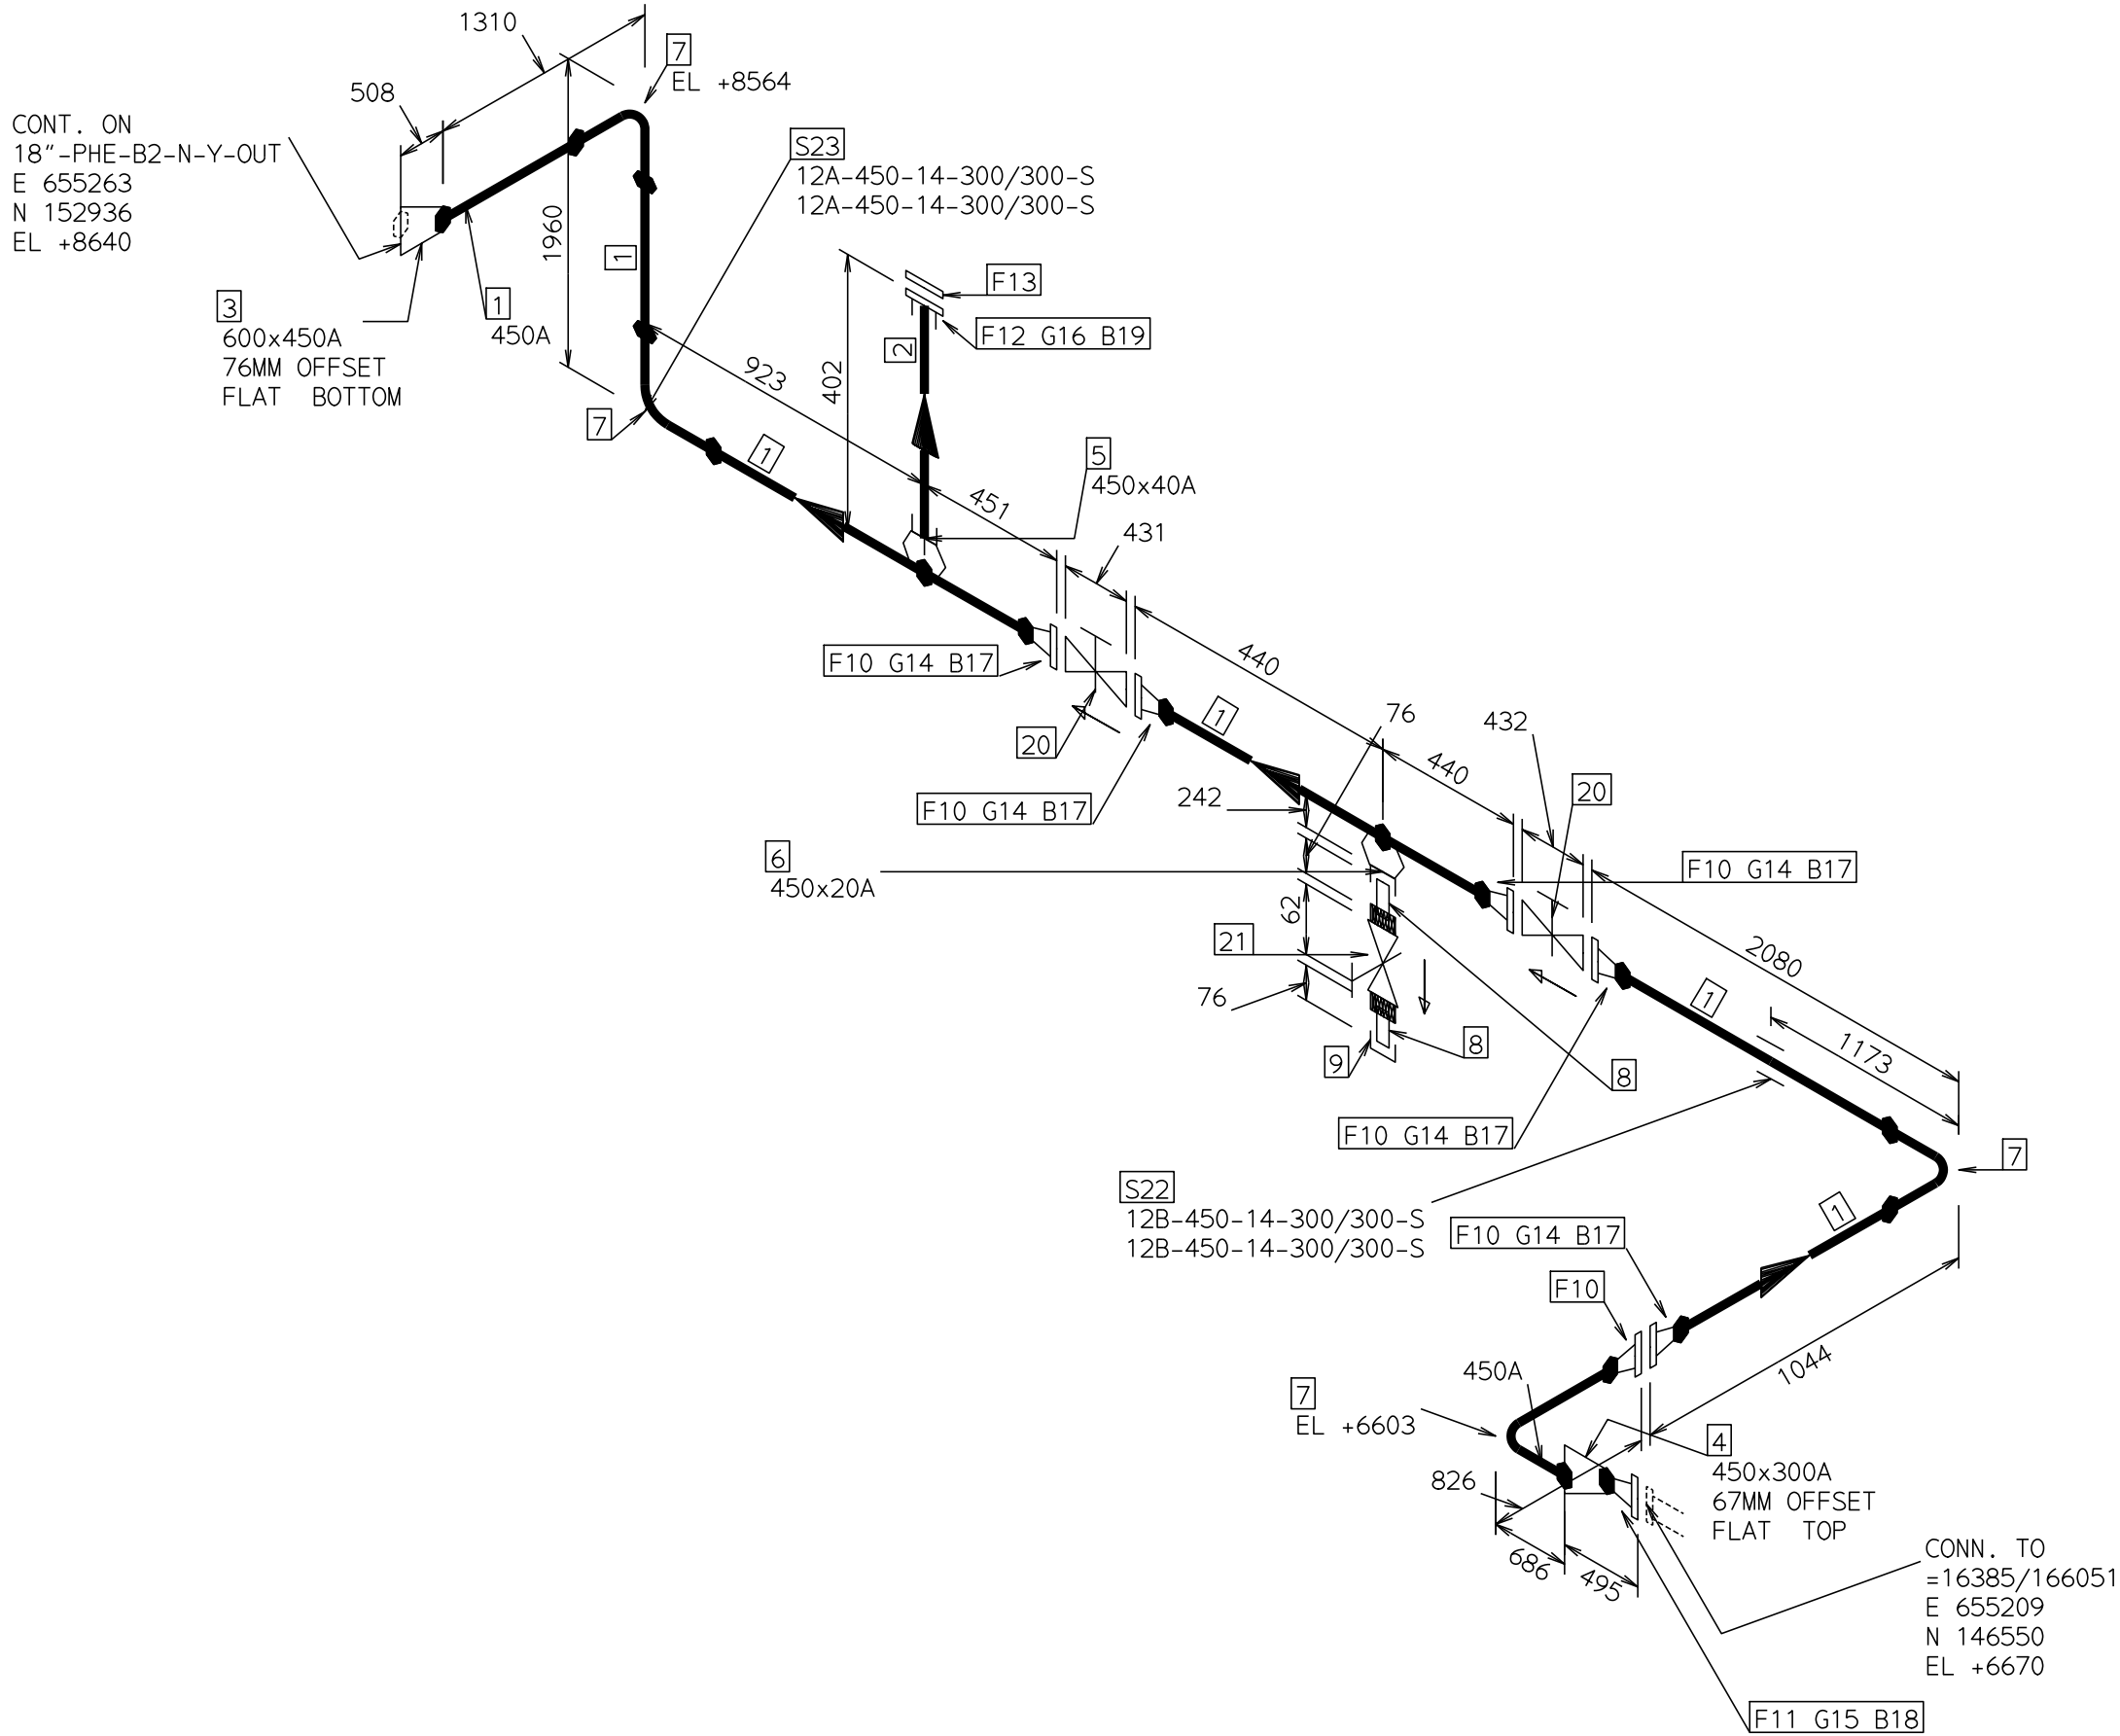 1310
7
EL +8564
508
CONT. ON
18"-PHE-B2-N-Y-OUT
E 655263
N 152936
EL +8640
S23
12A-450-14-300/300-S
12A-450-14-300/300-S
1960
1
3
600x450A
76MM OFFSET
FLAT BOTTOM
1
450A
F13
F12 G16 B19
2
402
923
7
1
5
450x40A
451
431
F10 G14 B17
20
440
1
76
432
440
20
242
F10 G14 B17
6
450x20A
F10 G14 B17
62
21
76
2080
1
1173
9
8
8
F10 G14 B17
7
S22
12B-450-14-300/300-S
12B-450-14-300/300-S
1
F10 G14 B17
F10
1044
450A
7
EL +6603
4
450x300A
67MM OFFSET
FLAT TOP
826
686
495
CONN. TO
=16385/166051
E 655209
N 146550
EL +6670
F11 G15 B18